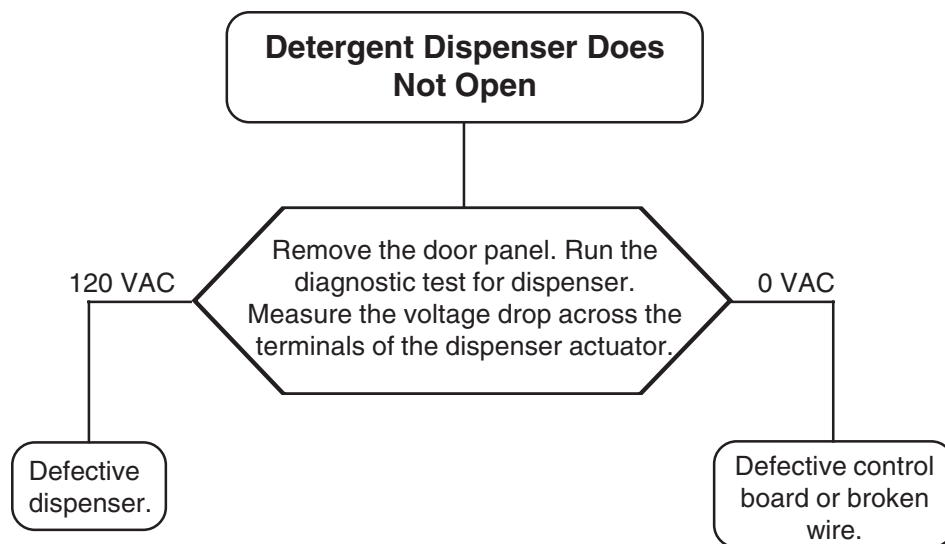 Detergent Dispenser Does
Not Open
Remove the door panel. Run the
diagnostic test for dispenser.
Measure the voltage drop across the
terminals of the dispenser actuator.
120 VAC
0 VAC
Defective
dispenser.
Defective control
board or broken
wire.